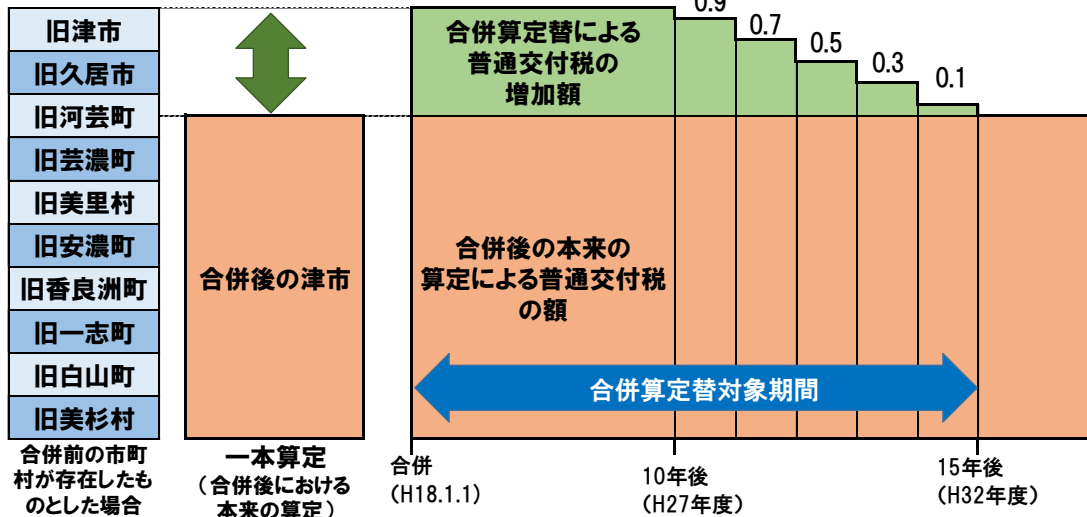 旧津市
旧久居市
旧河芸町
旧芸濃町
旧美里村
旧安濃町
旧香良洲町
旧一志町
旧白山町
旧美杉村
合併前の市町
村が存在したも
のとした場合
合併後の津市
一本算定
(合併後における
本来の算定)
合併算定替による
普通交付税の
増加額
0.9
0.7
0.5
0.3
0.1
合併後の本来の
算定による普通交付税
の額
合併算定替対象期間
合併
(H18.1.1)
10年後
(H27年度)
15年後
(H32年度)